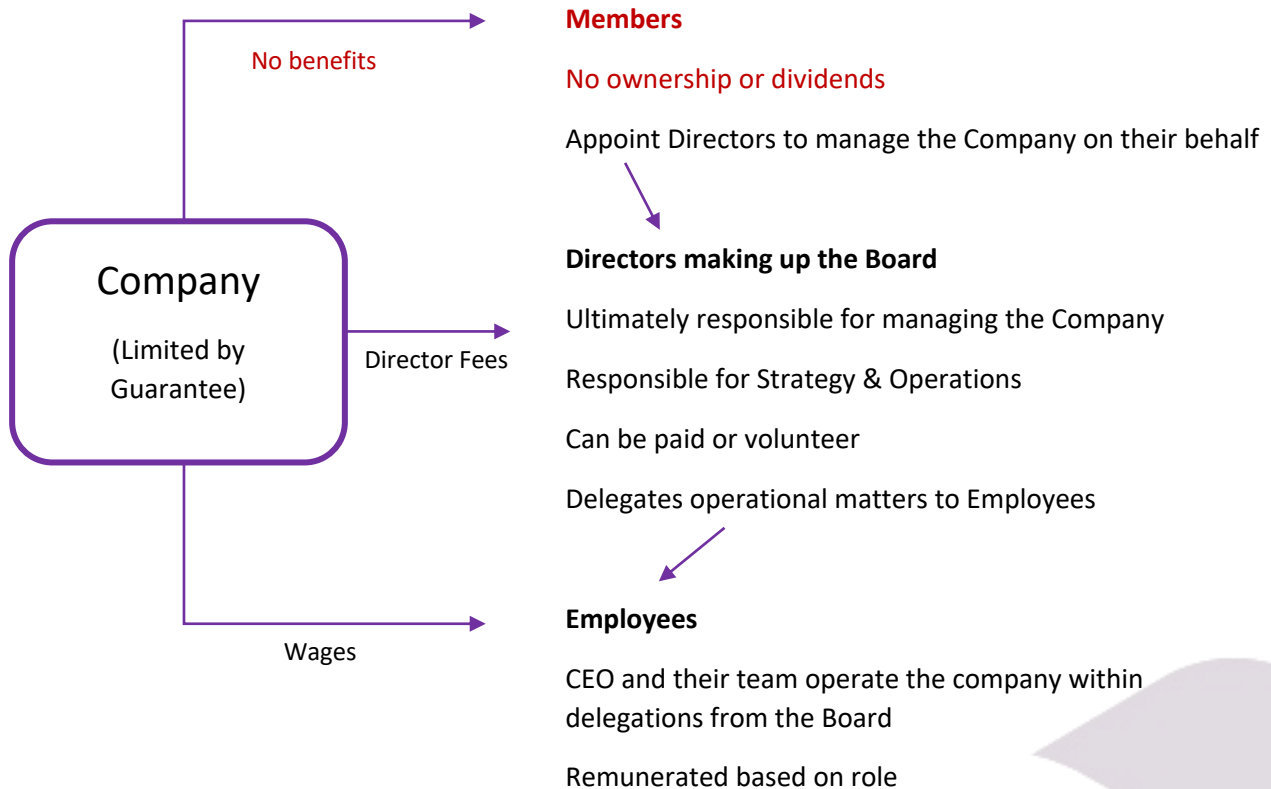 Members
No benefits
No ownership or dividends
Appoint Directors to manage the Company on their behalf
Company
(Limited by
Guarantee)
Director Fees
Directors making up the Board
Ultimately responsible for managing the Company
Responsible for Strategy & Operations
Can be paid or volunteer
Delegates operational matters to Employees
Wages
Employees
CEO and their team operate the company within
delegations from the Board
Remunerated based on role